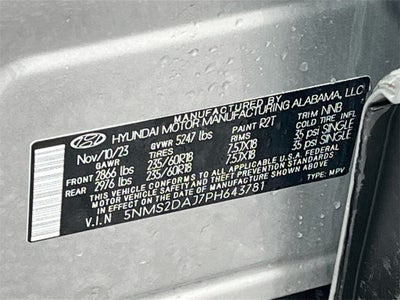 MANUFACTURED BY
HYUNDAI MOTOR MANUFACTURING ALABAMA, LLC
Nov/10/23 GVWR 5247 lbs PAINT R2T TRIM NNB
GAWR TIRES RIMS COLD TIRE INFL
FRONT 2866 lbs 235/60R18 7.5JX18 35 psi SINGLE
REAR 2976 lbs 235/60R18 7.5JX18 35 psi SINGLE
THIS VEHICLE CONFORMS TO ALL APPLICABLE U.S.A. FEDERAL
MOTOR VEHICLE SAFETY AND THEFT PREVENTION STANDARDS
IN EFFECT ON THE DATE OF MANUFACTURE SHOWN ABOVE.
V.I.N 5NMS2DAJ7PH643781 TYPE: MPV